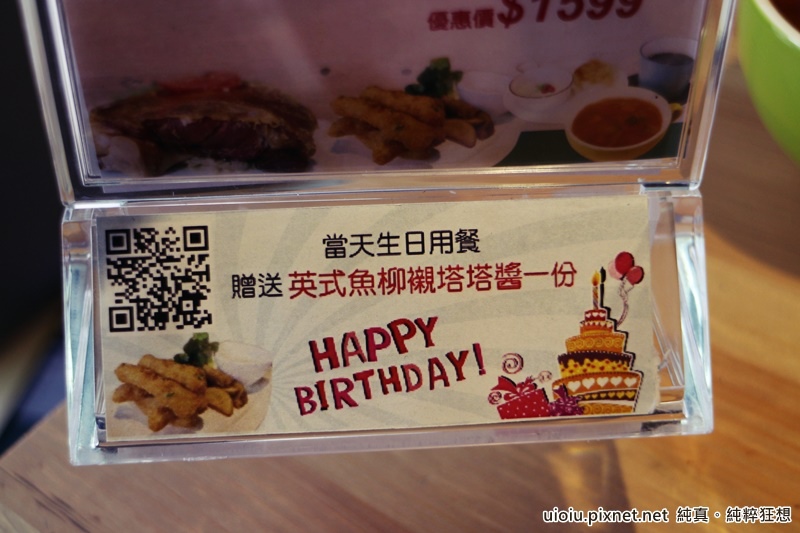 優惠價$1599
當天生日用餐
贈送 英式魚柳襯塔塔醬一份
HAPPY
BIRTHDAY!
uioiu.pixnet.net 純真。純粹狂想